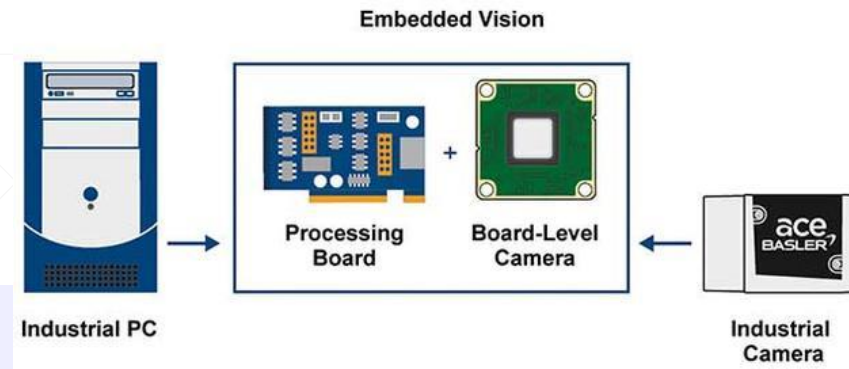 Embedded Vision
+
Processing
Board
Board-Level
Camera
ace
BASLER
Industrial PC
Industrial
Camera